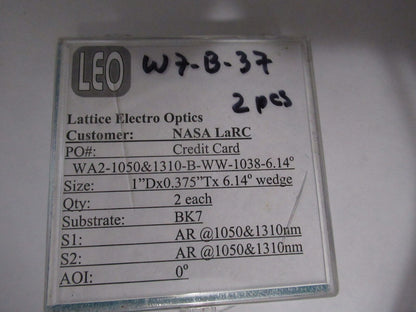 LEO
W7-B-37
2 pcs
Lattice Electro Optics
Customer: NASA LaRC
PO#: Credit Card
WA2-1050&1310-B-WW-1038-6.14°
Size: 1"Dx0.375"Tx 6.14° wedge
Qty: 2 each
Substrate: BK7
S1: AR @1050&1310nm
S2: AR @1050&1310nm
AOI: 0°